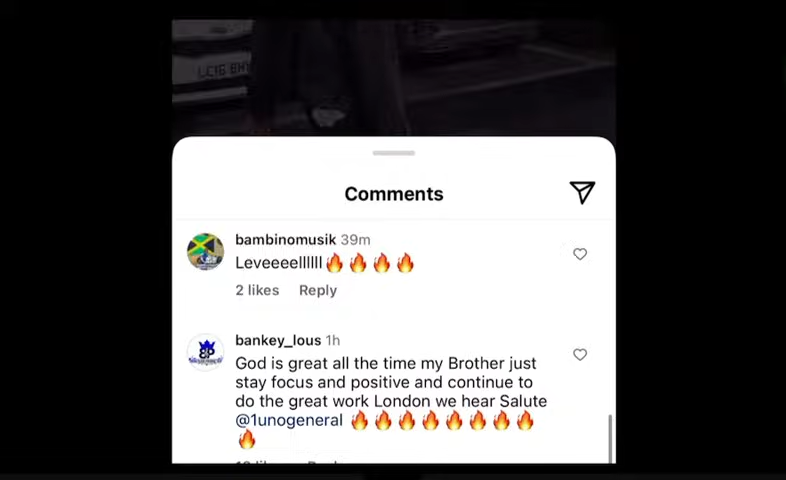 Comments
bambinomusik 39m
Leveeeellllll🔥🔥🔥🔥
2 likes Reply
bankey_lous 1h
God is great all the time my Brother just
stay focus and positive and continue to
do the great work London we hear Salute
@1unogeneral 🔥🔥🔥🔥🔥🔥🔥🔥
🔥